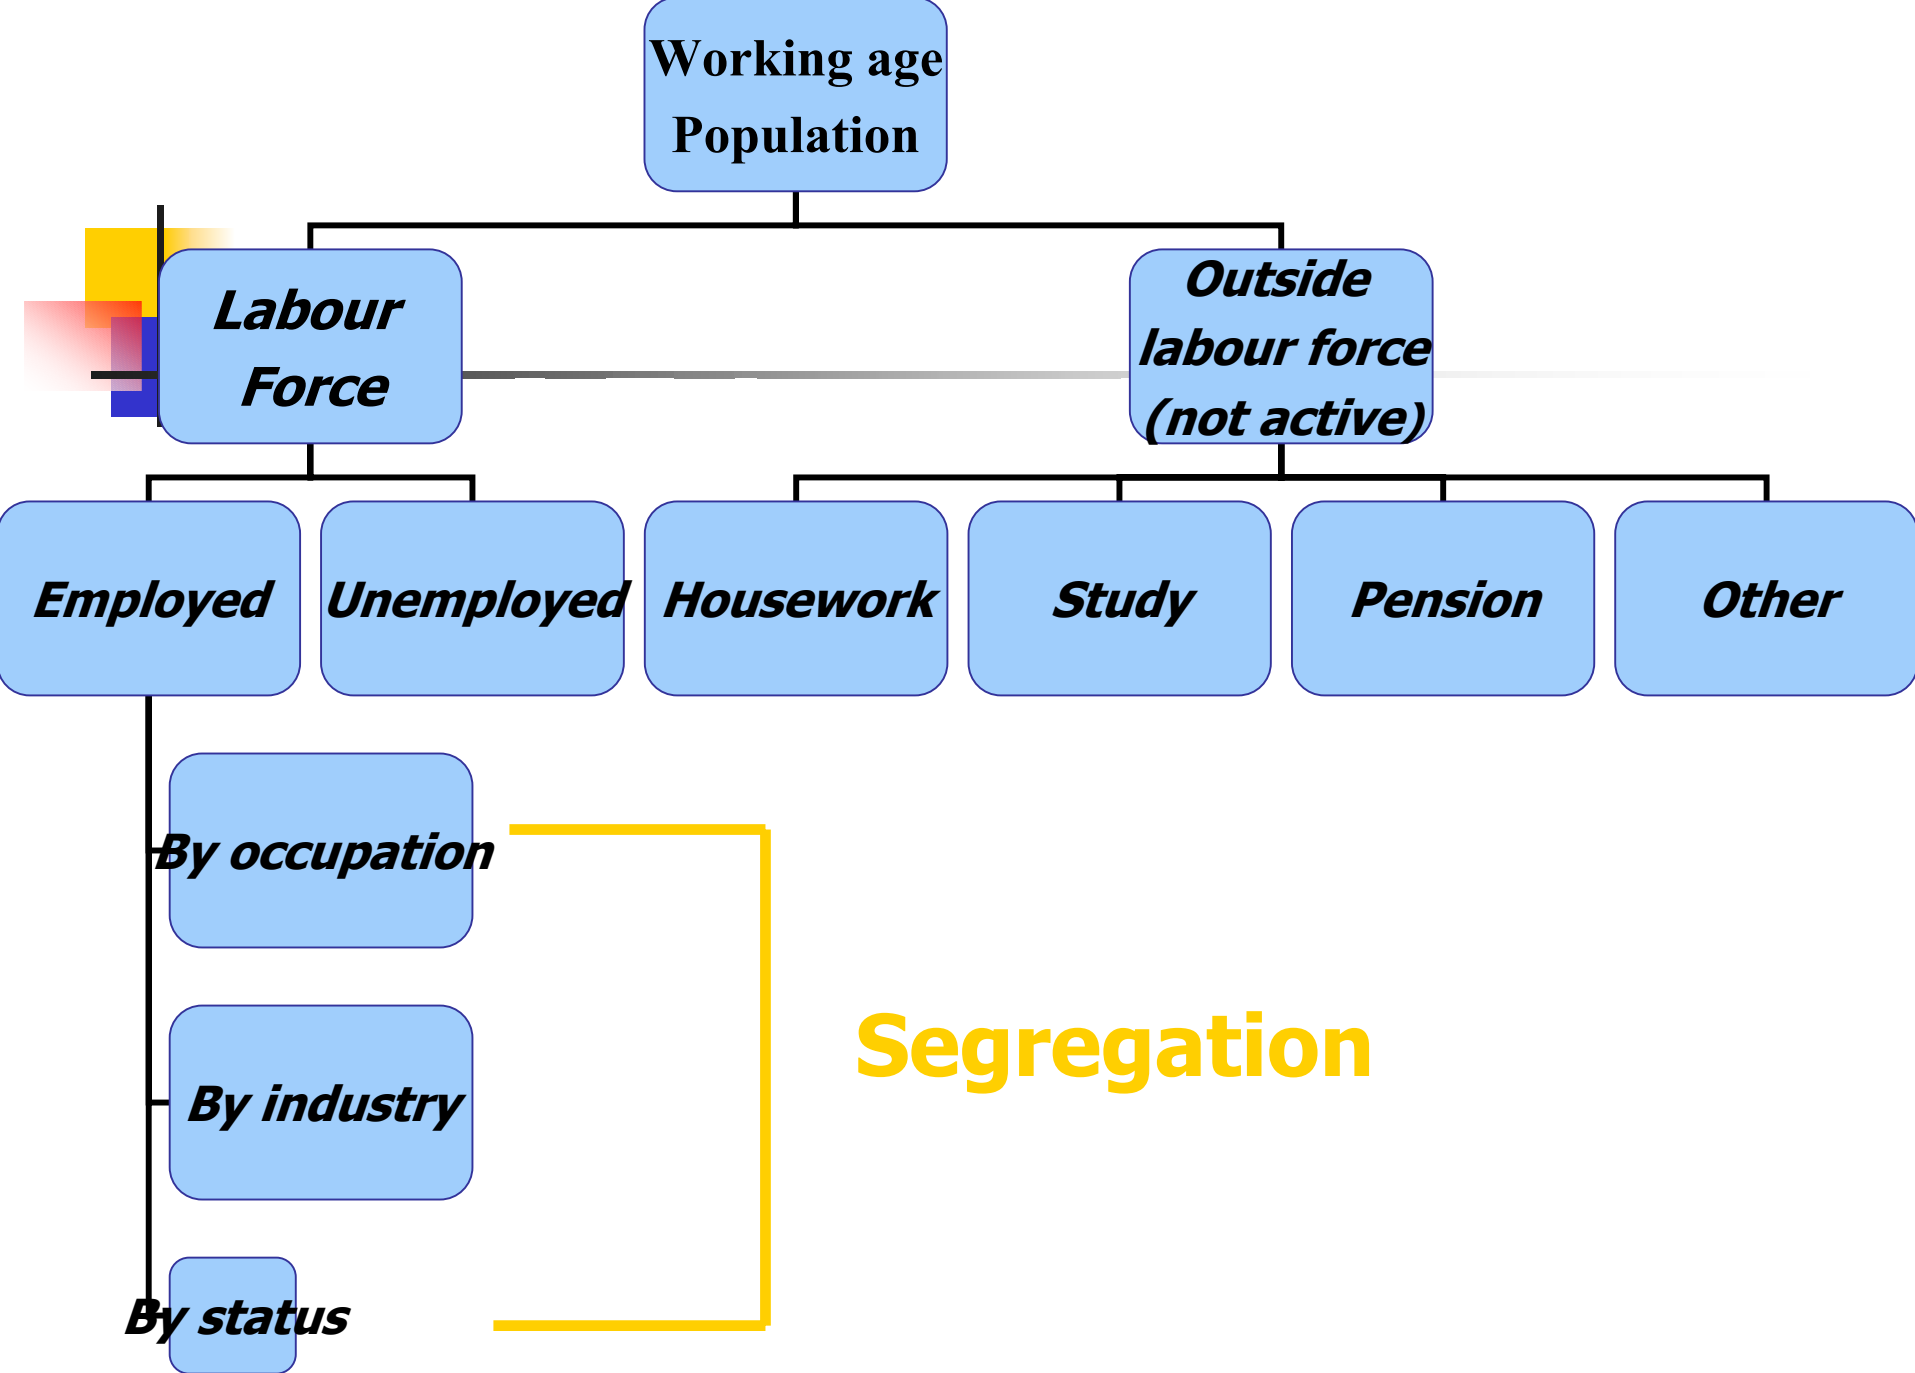 Working age
Population
Labour
Force
Outside
labour force
(not active)
Employed
Unemployed
Housework
Study
Pension
Other
By occupation
By industry
By status
Segregation